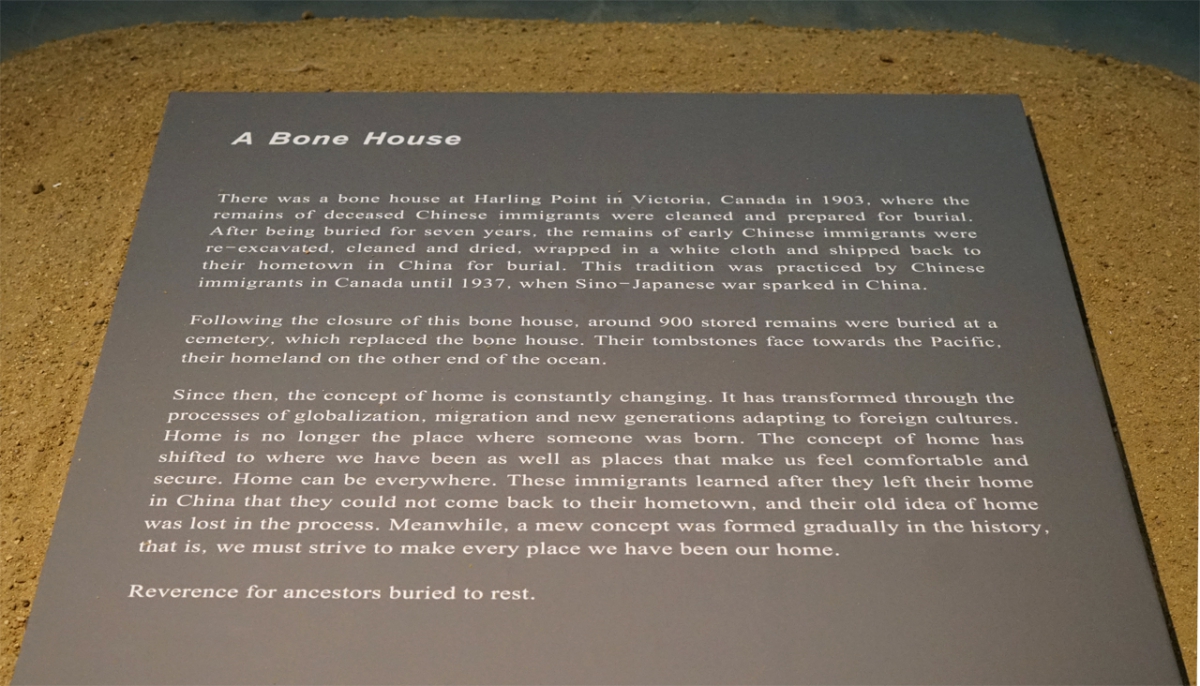 A Bone House
There was a bone house at Harling Point in Victoria, Canada in 1903, where the
remains of deceased Chinese immigrants were cleaned and prepared for burial.
After being buried for seven years, the remains of early Chinese immigrants were
re-excavated, cleaned and dried, wrapped in a white cloth and shipped back to
their hometown in China for burial. This tradition was practiced by Chinese
immigrants in Canada until 1937, when Sino-Japanese war sparked in China.
Following the closure of this bone house, around 900 stored remains were buried at a
cemetery, which replaced the bone house. Their tombstones face towards the Pacific,
their homeland on the other end of the ocean.
Since then, the concept of home is constantly changing. It has transformed through the
processes of globalization, migration and new generations adapting to foreign cultures.
Home is no longer the place where someone was born. The concept of home has
shifted to where we have been as well as places that make us feel comfortable and
secure. Home can be everywhere. These immigrants learned after they left their home
in China that they could not come back to their hometown, and their old idea of home
was lost in the process. Meanwhile, a mew concept was formed gradually in the history,
that is, we must strive to make every place we have been our home.
Reverence for ancestors buried to rest.